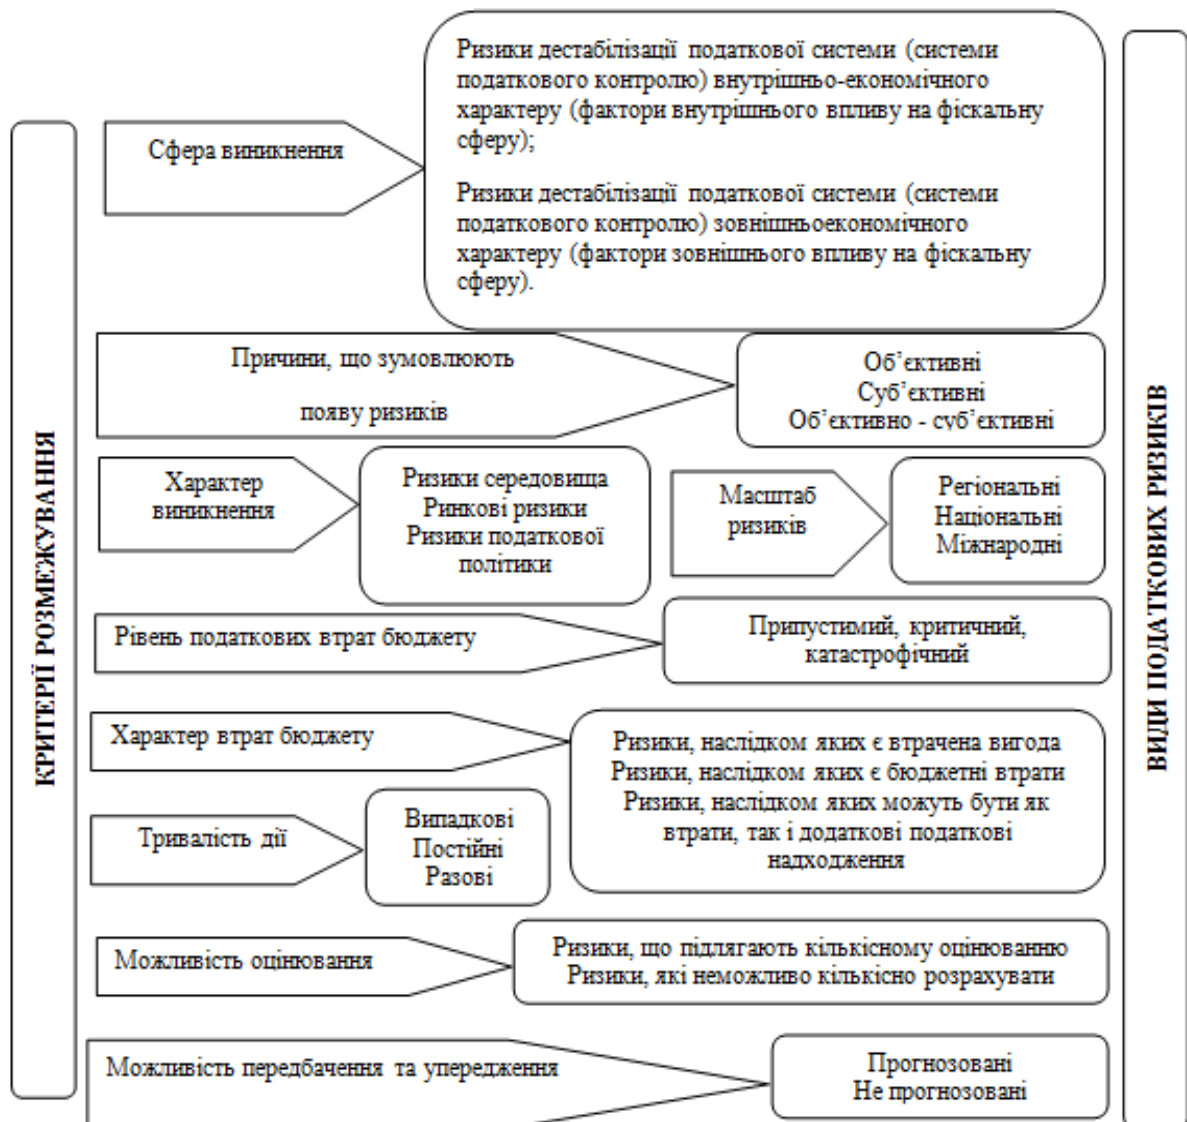 КРИТЕРІЇ РОЗМЕЖУВАННЯ
Сфера виникнення
Ризики дестабілізації податкової системи (системи
податкового контролю) внутрішньо-економічного
характеру (фактори внутрішнього впливу на фіскальну
сферу);
Ризики дестабілізації податкової системи (системи
податкового контролю) зовнішньоекономічного
характеру (фактори зовнішнього впливу на фіскальну
сферу).
Причини, що зумовлюють
появу ризиків
Об’єктивні
Суб’єктивні
Об’єктивно - суб’єктивні
Характер
виникнення
Ризики середовища
Ринкові ризики
Ризики податкової
політики
Масштаб
ризиків
Регіональні
Національні
Міжнародні
Рівень податкових втрат бюджету
Припустимий, критичний,
катастрофічний
Характер втрат бюджету
Ризики, наслідком яких є втрачена вигода
Ризики, наслідком яких є бюджетні втрати
Ризики, наслідком яких можуть бути як
втрати, так і додаткові податкові
надходження
Тривалість дії
Випадкові
Постійні
Разові
Можливість оцінювання
Ризики, що підлягають кількісному оцінюванню
Ризики, які неможливо кількісно розрахувати
Можливість передбачення та упередження
Прогнозовані
Не прогнозовані
ВИДИ ПОДАТКОВИХ РИЗИКІВ